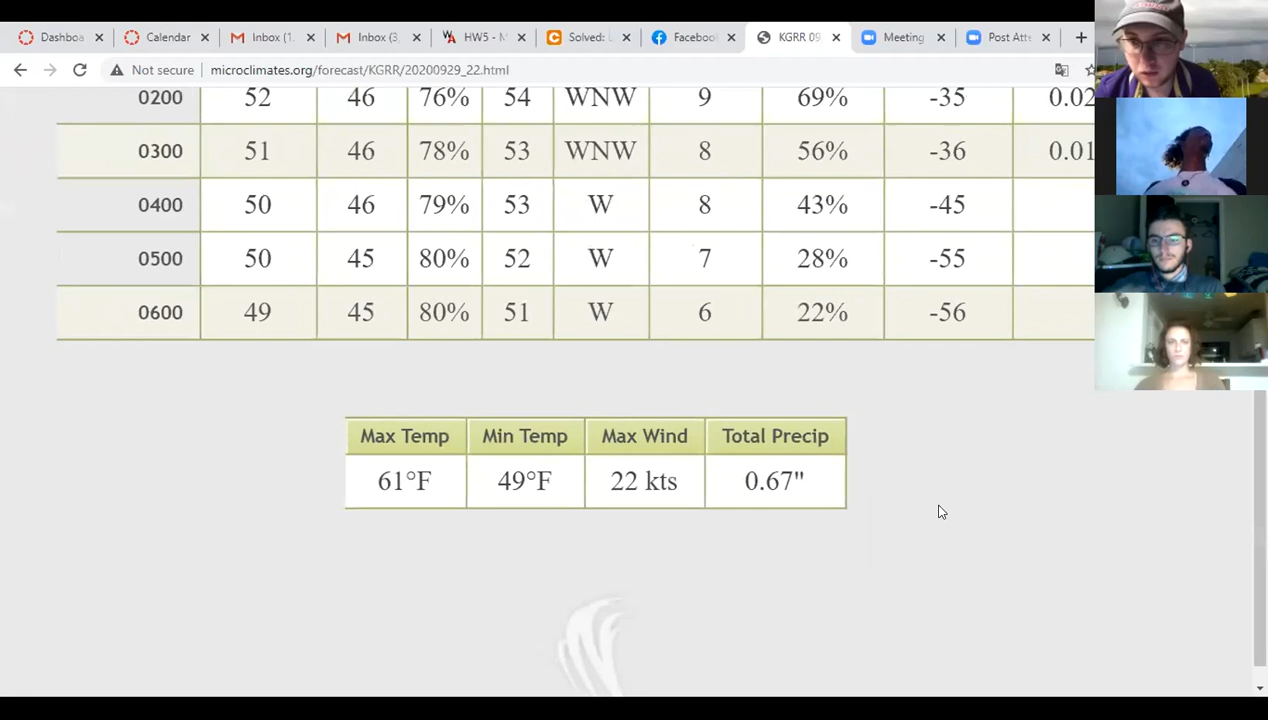 Dashboa Calendar Inbox (1. Inbox (3, HW5 - M Solved: L Facebook KGRR 09 Meeting Post Atte
Not secure microclimates.org/forecast/KGRR/20200929_22.html
0200 52 46 76% 54 WNW 9 69% -35 0.02
0300 51 46 78% 53 WNW 8 56% -36 0.01
0400 50 46 79% 53 W 8 43% -45
0500 50 45 80% 52 W 7 28% -55
0600 49 45 80% 51 W 6 22% -56
Max Temp Min Temp Max Wind Total Precip
61°F 49°F 22 kts 0.67"